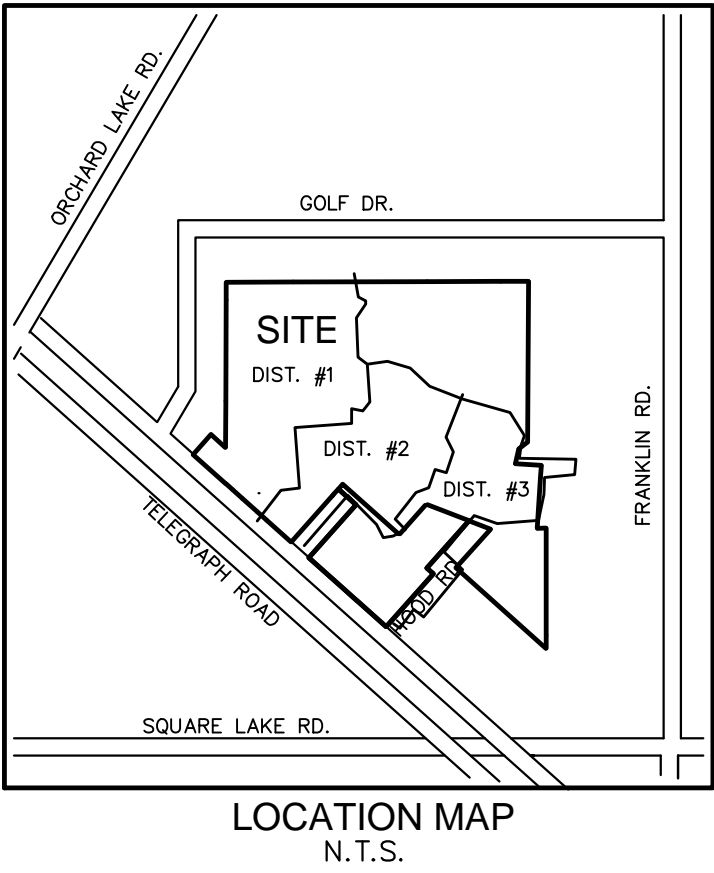 ORCHARD LAKE RD.
GOLF DR.
SITE
DIST. #1
DIST. #2
DIST. #3
FRANKLIN RD.
TELEGRAPH ROAD
RD
SQUARE LAKE RD.
LOCATION MAP
N.T.S.